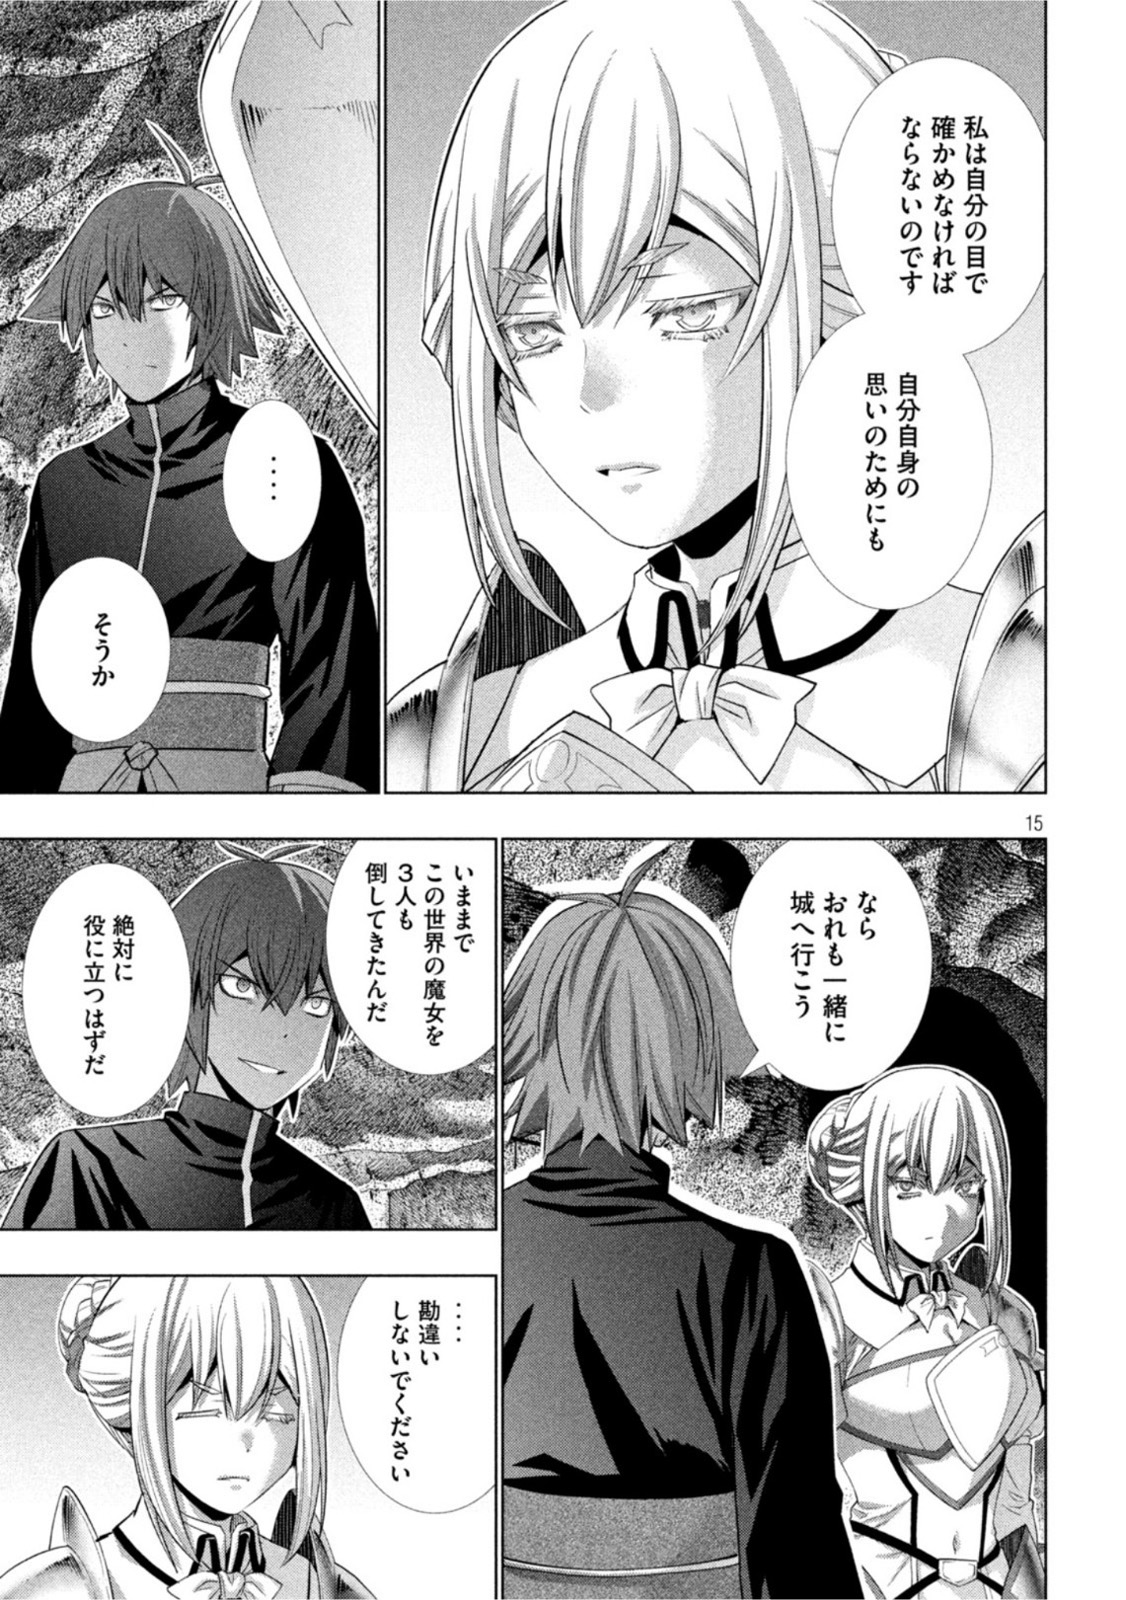 私は自分の目で
確かめなければ
ならないのです
自分自身の
思いのためにも
‥‥
そうか
15
なら
おれも一緒に
城へ行こう
いままで
この世界の魔女を
3人も
倒してきたんだ
絶対に
役に立つはずだ
‥‥
勘違い
しないでください